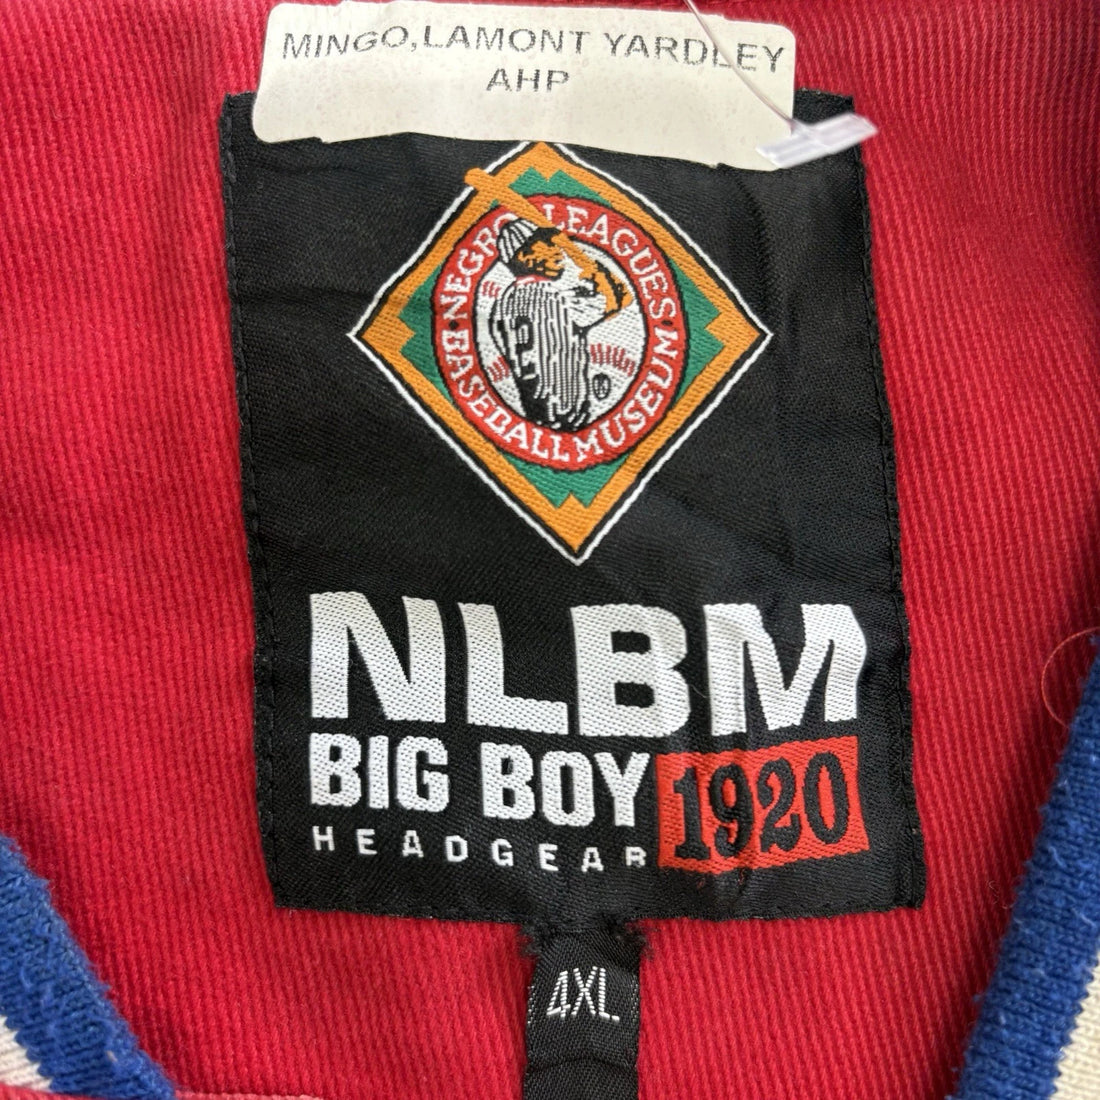 MINGO,LAMONT YARDLEY
AHP
NEGRO LEAGUES
BASEBALL MUSEUM
NLBM
BIG BOY
1920
HEADGEAR
4XL